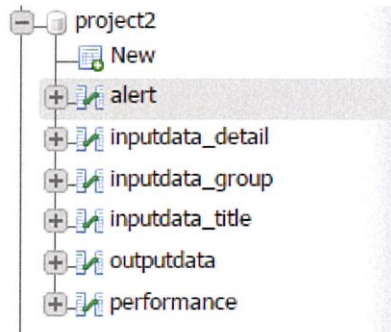 project2
New
alert
inputdata_detail
inputdata_group
inputdata_title
outputdata
performance